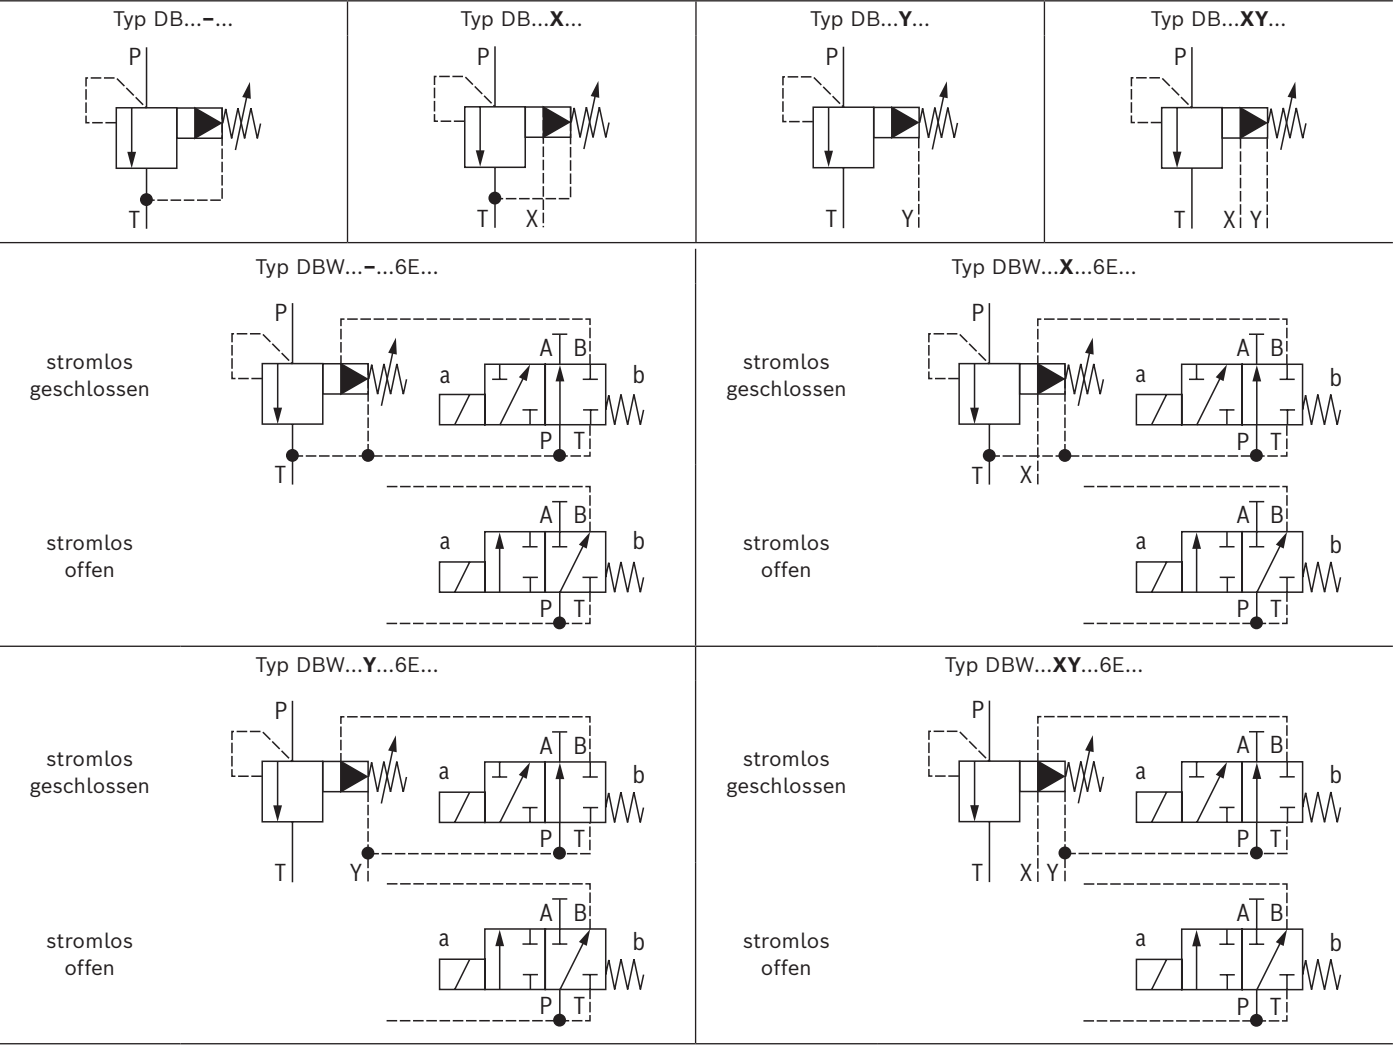 Typ DB...–...
Typ DB...X...
Typ DB...Y...
Typ DB...XY...
P
P
P
P
T
T
X
T
Y
T
X
Y
Typ DBW...–...6E...
Typ DBW...X...6E...
stromlos
geschlossen
P
A
B
a
b
P
T
T
stromlos
offen
A
B
a
b
P
T
stromlos
geschlossen
P
A
B
a
b
P
T
T
X
stromlos
offen
A
B
a
b
P
T
Typ DBW...Y...6E...
Typ DBW...XY...6E...
stromlos
geschlossen
P
A
B
a
b
P
T
T
Y
stromlos
offen
A
B
a
b
P
T
stromlos
geschlossen
P
A
B
a
b
P
T
T
X
Y
stromlos
offen
A
B
a
b
P
T